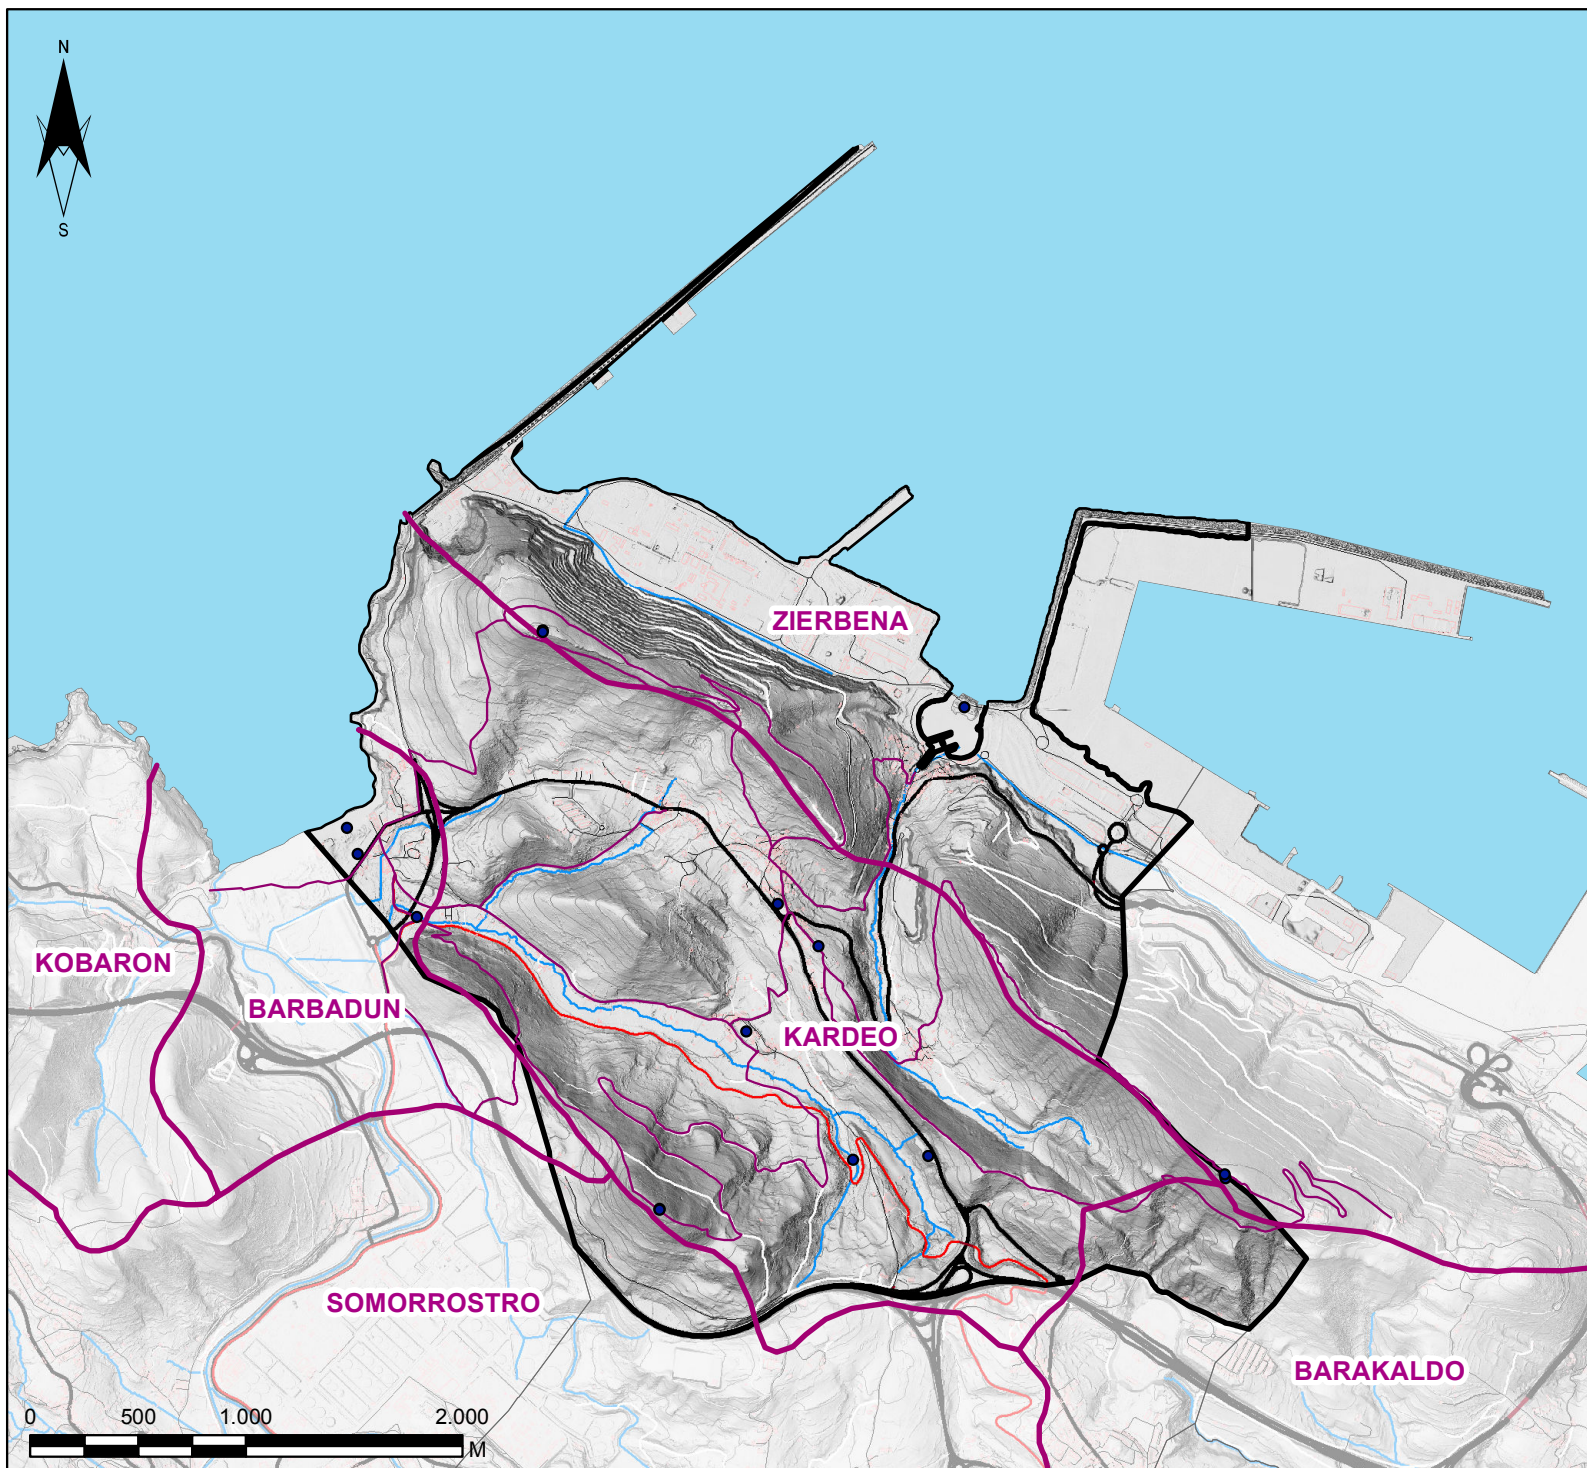 N
S
ZIERBENA
KOBARON
BARBADUN
KARDEO
SOMORROSTRO
BARAKALDO
0 500 1.000 2.000
M